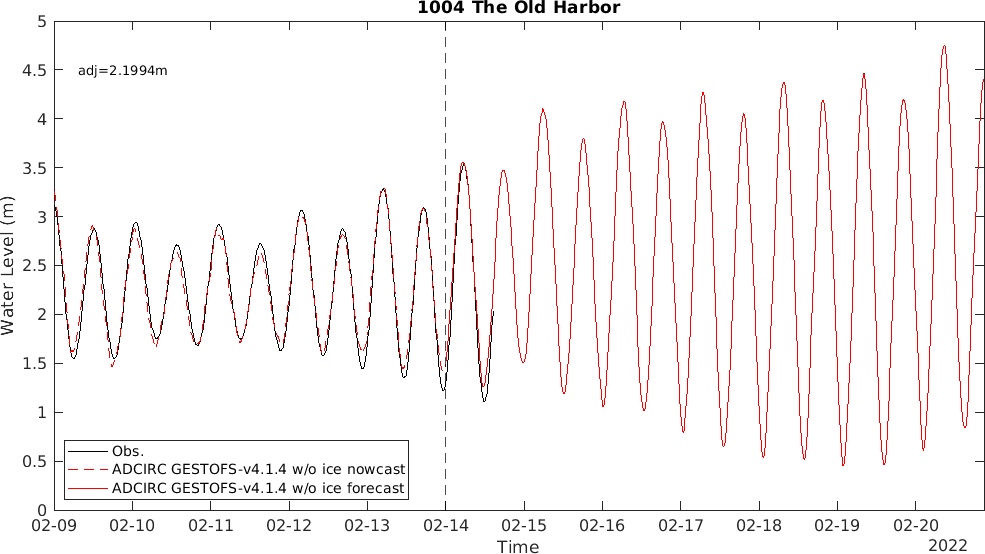 1004 The Old Harbor
5
4.5
4
3.5
3
2.5
2
1.5
1
0.5
0
Water Level (m)
adj=2.1994m
Obs.
ADCIRC GESTOFS-v4.1.4 w/o ice nowcast
ADCIRC GESTOFS-v4.1.4 w/o ice forecast
02-09 02-10 02-11 02-12 02-13 02-14 02-15 02-16 02-17 02-18 02-19 02-20
Time
2022